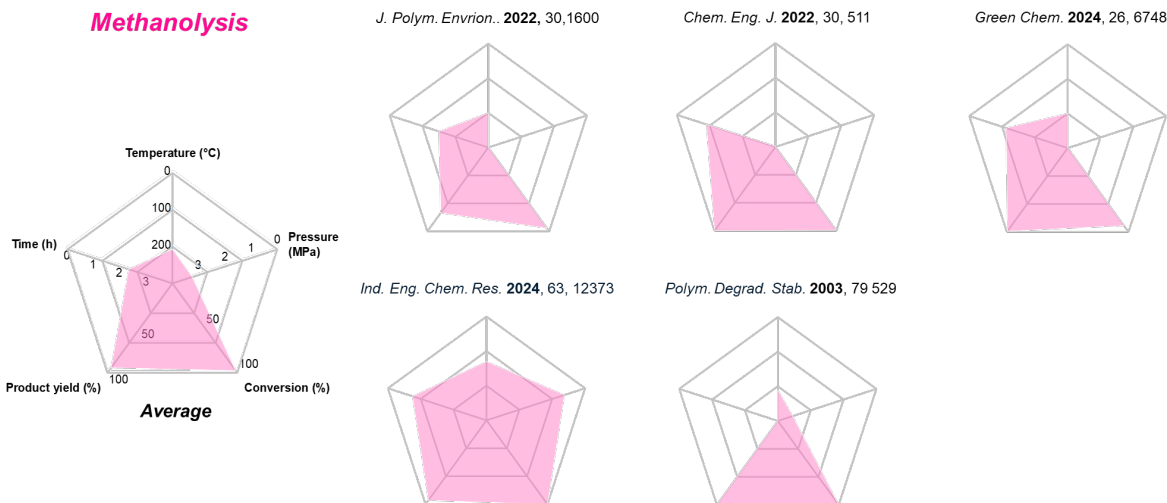 Methanolysis
J. Polym. Envrion.. 2022, 30,1600
Chem. Eng. J. 2022, 30, 511
Green Chem. 2024, 26, 6748
Temperature (°C)
0
100
200
Time (h)
0
1
2
3
Pressure
(MPa)
0
1
2
3
50
100
Product yield (%)
50
100
Conversion (%)
Average
Ind. Eng. Chem. Res. 2024, 63, 12373
Polym. Degrad. Stab. 2003, 79 529